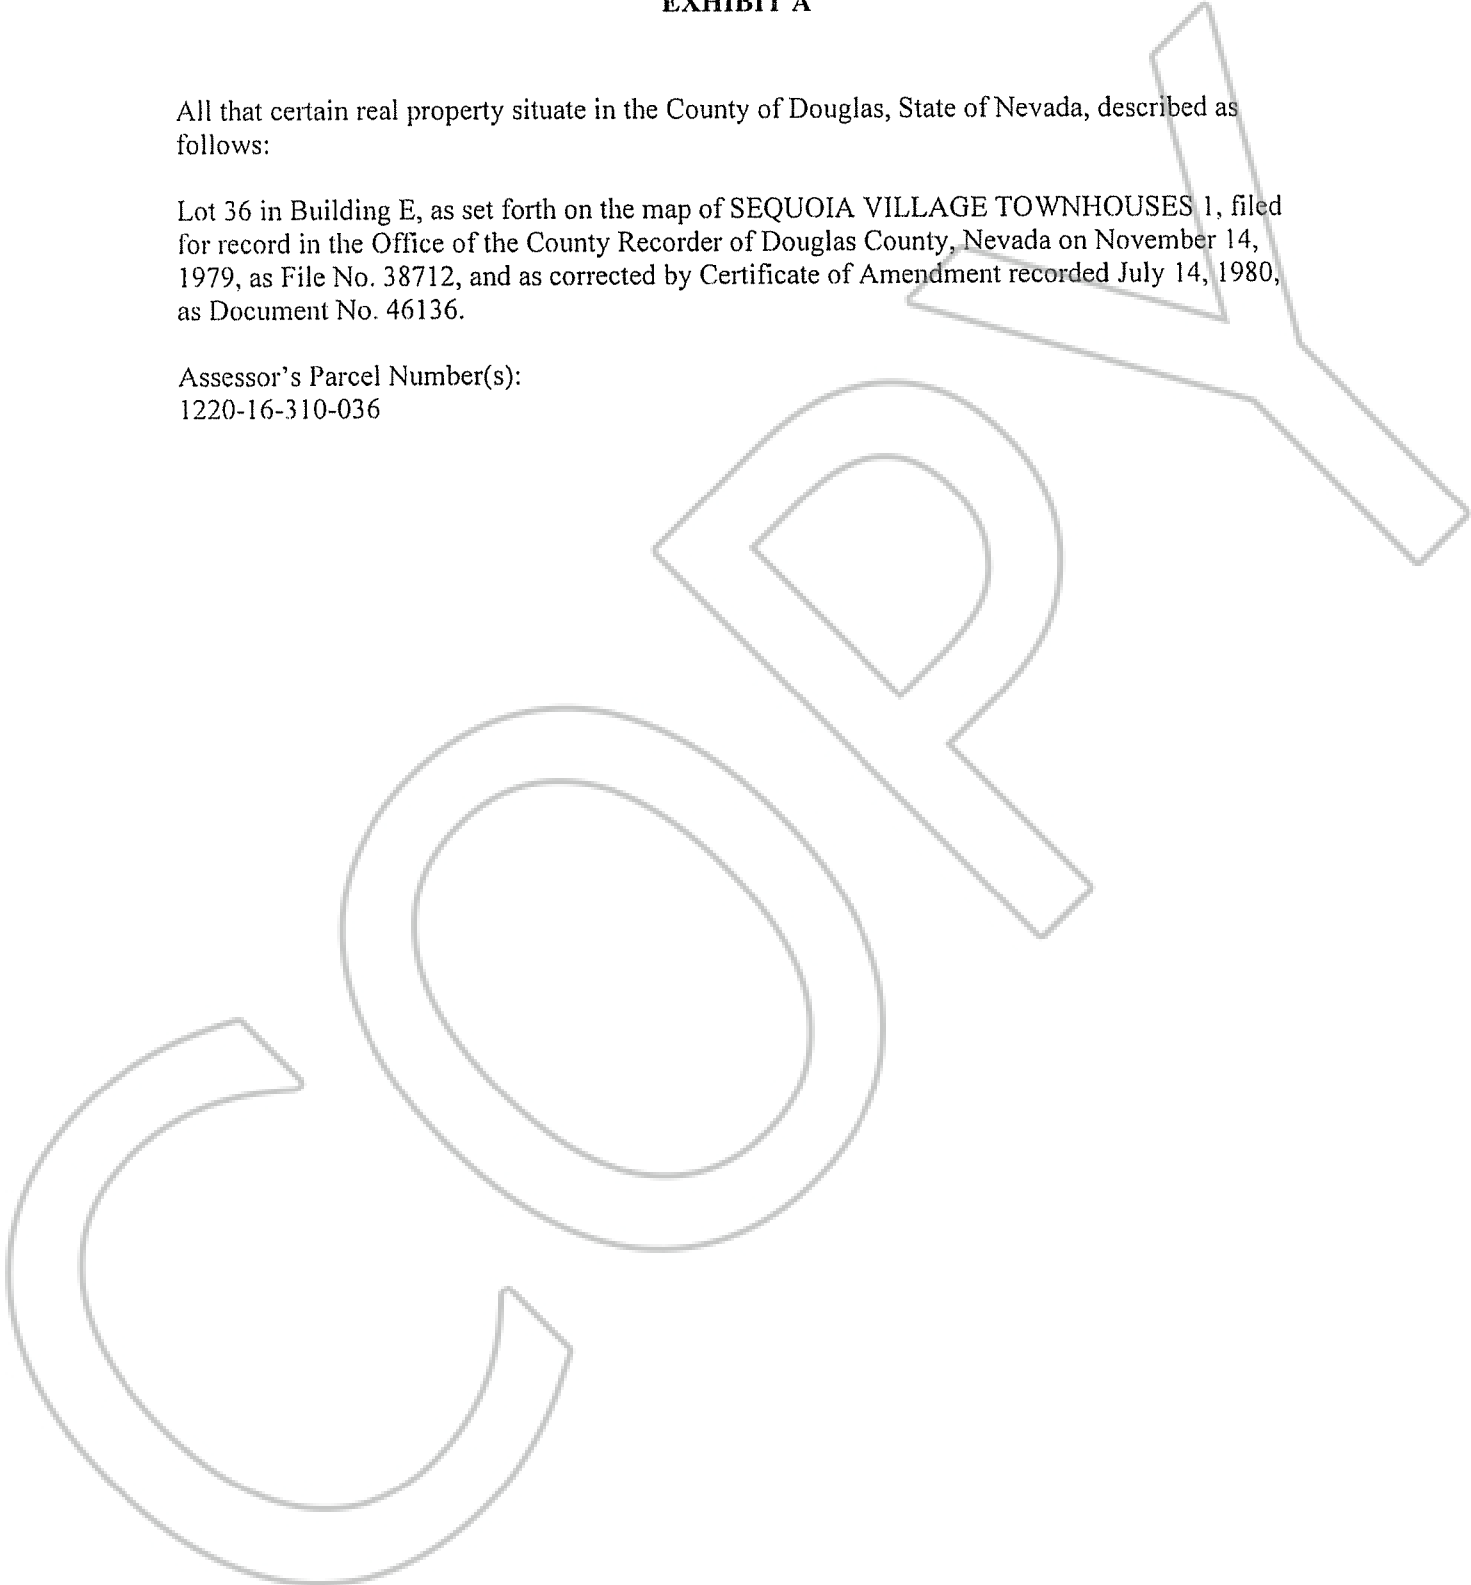 EXHIBIT A
All that certain real property situate in the County of Douglas, State of Nevada, described as
follows:
Lot 36 in Building E, as set forth on the map of SEQUOIA VILLAGE TOWNHOUSES 1, filed
for record in the Office of the County Recorder of Douglas County, Nevada on November 14,
1979, as File No. 38712, and as corrected by Certificate of Amendment recorded July 14, 1980,
as Document No. 46136.
Assessor's Parcel Number(s):
1220-16-310-036
COPY